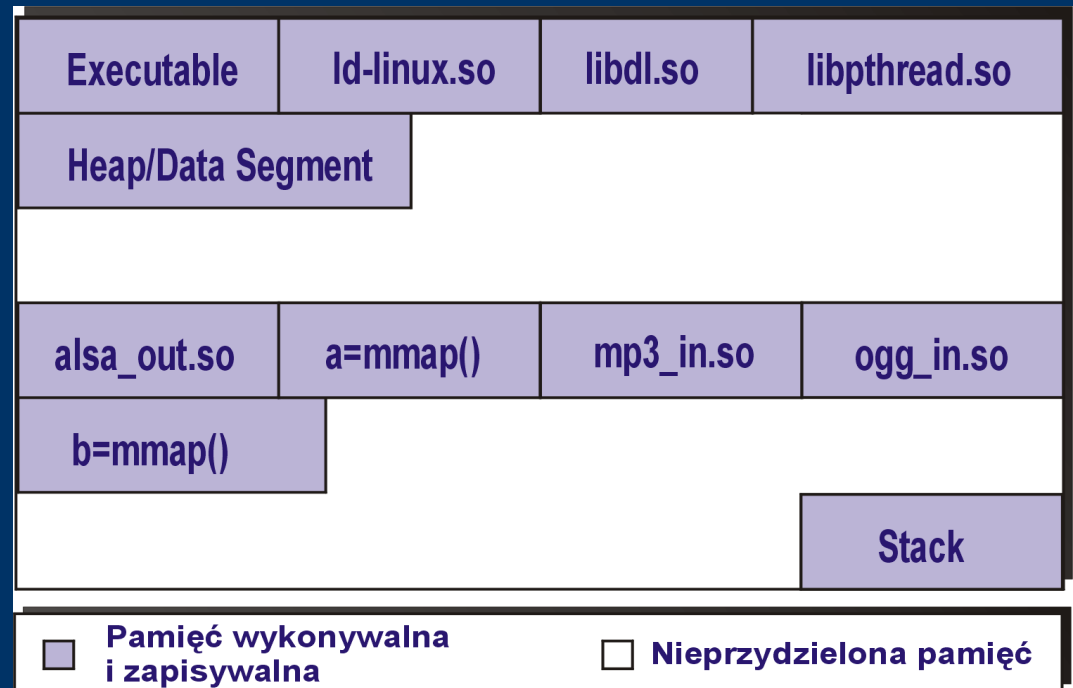 Executable
ld-linux.so
libdl.so
libpthread.so
Heap/Data Segment
alsa_out.so
a=mmap()
mp3_in.so
ogg_in.so
b=mmap()
Stack
Pamięć wykonywalna
i zapisywalna
Nieprzydzielona pamięć